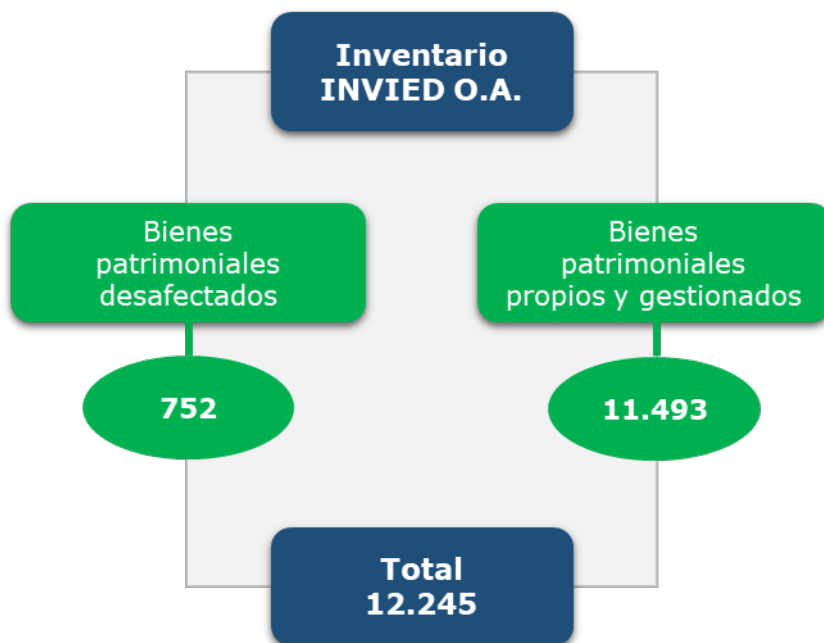 Inventario
INVIED O.A.
Bienes
patrimoniales
desafectados
Bienes
patrimoniales
propios y gestionados
752
11.493
Total
12.245